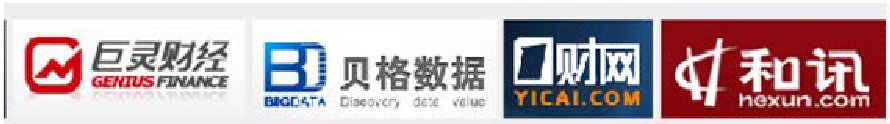 巨灵财经
GENIUS FINANCE
BD 贝格数据
BIGDATA Discovery data value
财网
YICAI.COM
和讯
hexun.com